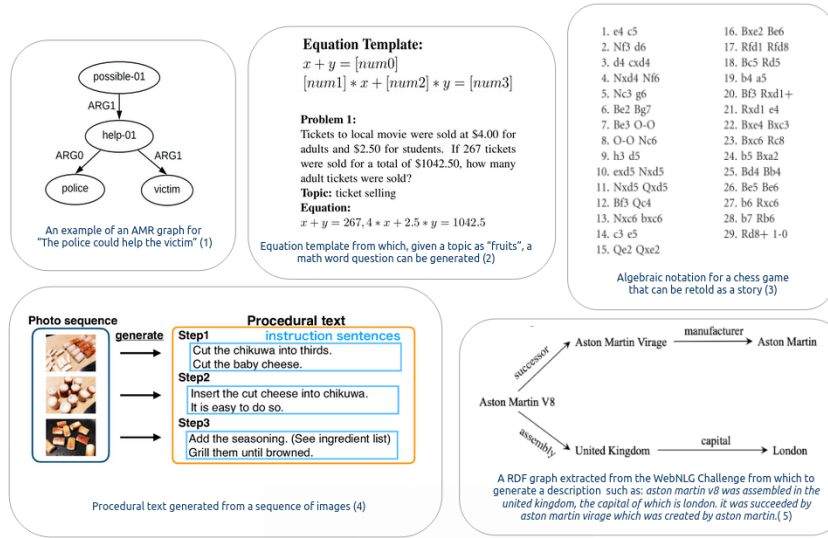 possible-01
ARG1
help-01
ARG0
ARG1
police
victim
An example of an AMR graph for
"The police could help the victim" (1)
Equation Template:
x + y = [num0]
[num1] * x + [num2] * y = [num3]
Problem 1:
Tickets to local movie were sold at $4.00 for
adults and $2.50 for students. If 267 tickets
were sold for a total of $1042.50, how many
adult tickets were sold?
Topic: ticket selling
Equation:
x + y = 267, 4 * x + 2.5 * y = 1042.5
Equation template from which, given a topic as "fruits", a
math word question can be generated (2)
1. e4 c5
2. Nf3 d6
3. d4 cxd4
4. Nxd4 Nf6
5. Nc3 g6
6. Be2 Bg7
7. Be3 O-O
8. O-O Nc6
9. h3 d5
10. exd5 Nxd5
11. Nxd5 Qxd5
12. Bf3 Qc4
13. Nxc6 bxc6
14. c3 e5
15. Qe2 Qxe2
16. Bxe2 Be6
17. Rfd1 Rfd8
18. Bc5 Rd5
19. b4 a5
20. Bf3 Rxd1+
21. Rxd1 e4
22. Bxe4 Bxc3
23. Bxc6 Rc8
24. b5 Bxa2
25. Bd4 Bb4
26. Be5 Be6
27. b6 Rxc6
28. b7 Rb6
29. Rd8+ 1-0
Algebraic notation for a chess game
that can be retold as a story (3)
Photo sequence
generate
Procedural text
Step1
instruction sentences
Cut the chikuwa into thirds.
Cut the baby cheese.
Step2
Insert the cut cheese into chikuwa.
It is easy to do so.
Step3
Add the seasoning. (See ingredient list)
Grill them until browned.
Procedural text generated from a sequence of images (4)
Aston Martin V8
successor
Aston Martin Virage
manufacturer
Aston Martin
assembly
United Kingdom
capital
London
A RDF graph extracted from the WebNLG Challenge from which to
generate a description such as: aston martin v8 was assembled in the
united kingdom, the capital of which is london. it was succeeded by
aston martin virage which was created by aston martin.( 5)